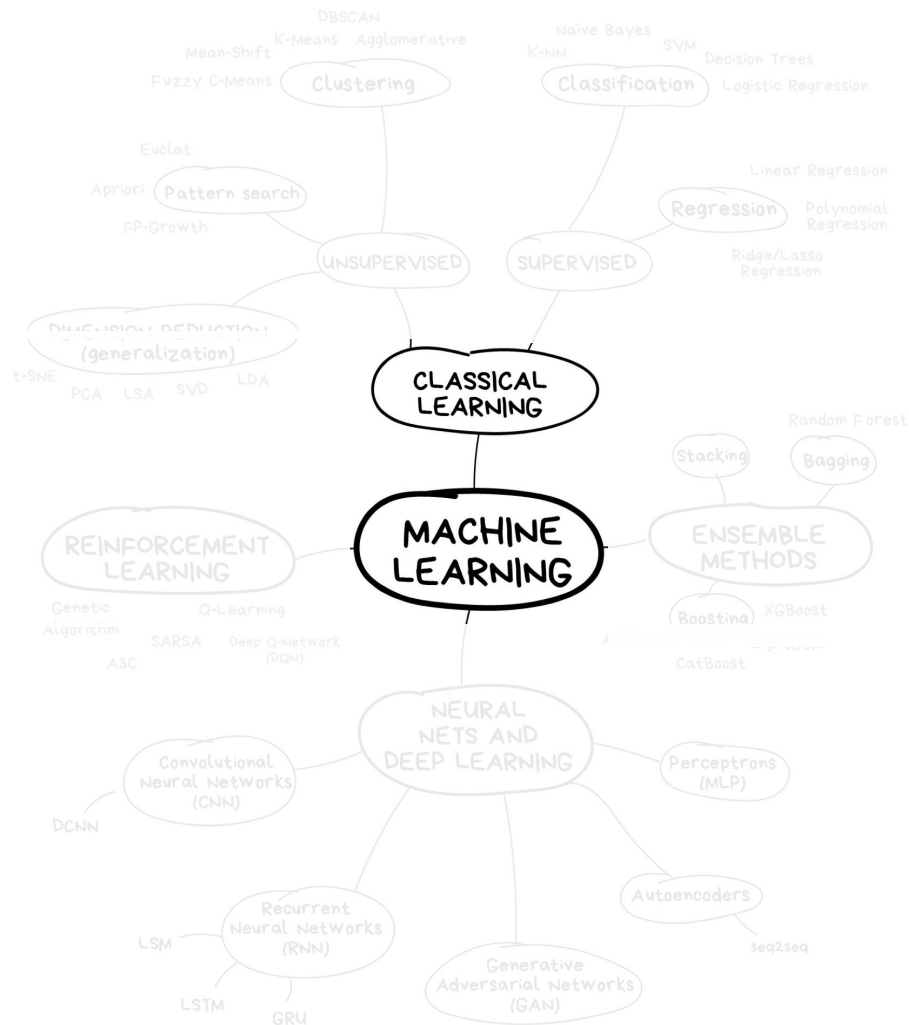 DBSCAN
K-Means Agglomerative
Mean-Shift
Fuzzy C-Means
Clustering
Naive Bayes
K-NN
SVM
Decision Trees
Classification
Logistic Regression
Euclat
Apriori
Pattern search
FP-Growth
Linear Regression
Regression
Polynomial
Regression
Ridge/Lasso
Regression
UNSUPERVISED
SUPERVISED
DIMENSION REDUCTION
(generalization)
t-SNE
PCA
LSA
SVD
LDA
CLASSICAL
LEARNING
Random Forest
Stacking
Bagging
MACHINE
LEARNING
REINFORCEMENT
LEARNING
ENSEMBLE
METHODS
Genetic
Algorithm
Q-Learning
SARSA
Deep Q-Network
(DQN)
A3C
Boosting
XGBoost
CatBoost
NEURAL
NETS AND
DEEP LEARNING
Convolutional
Neural Networks
(CNN)
DCNN
Perceptrons
(MLP)
Autoencoders
seq2seq
Recurrent
Neural Networks
(RNN)
LSM
LSTM
GRU
Generative
Adversarial Networks
(GAN)